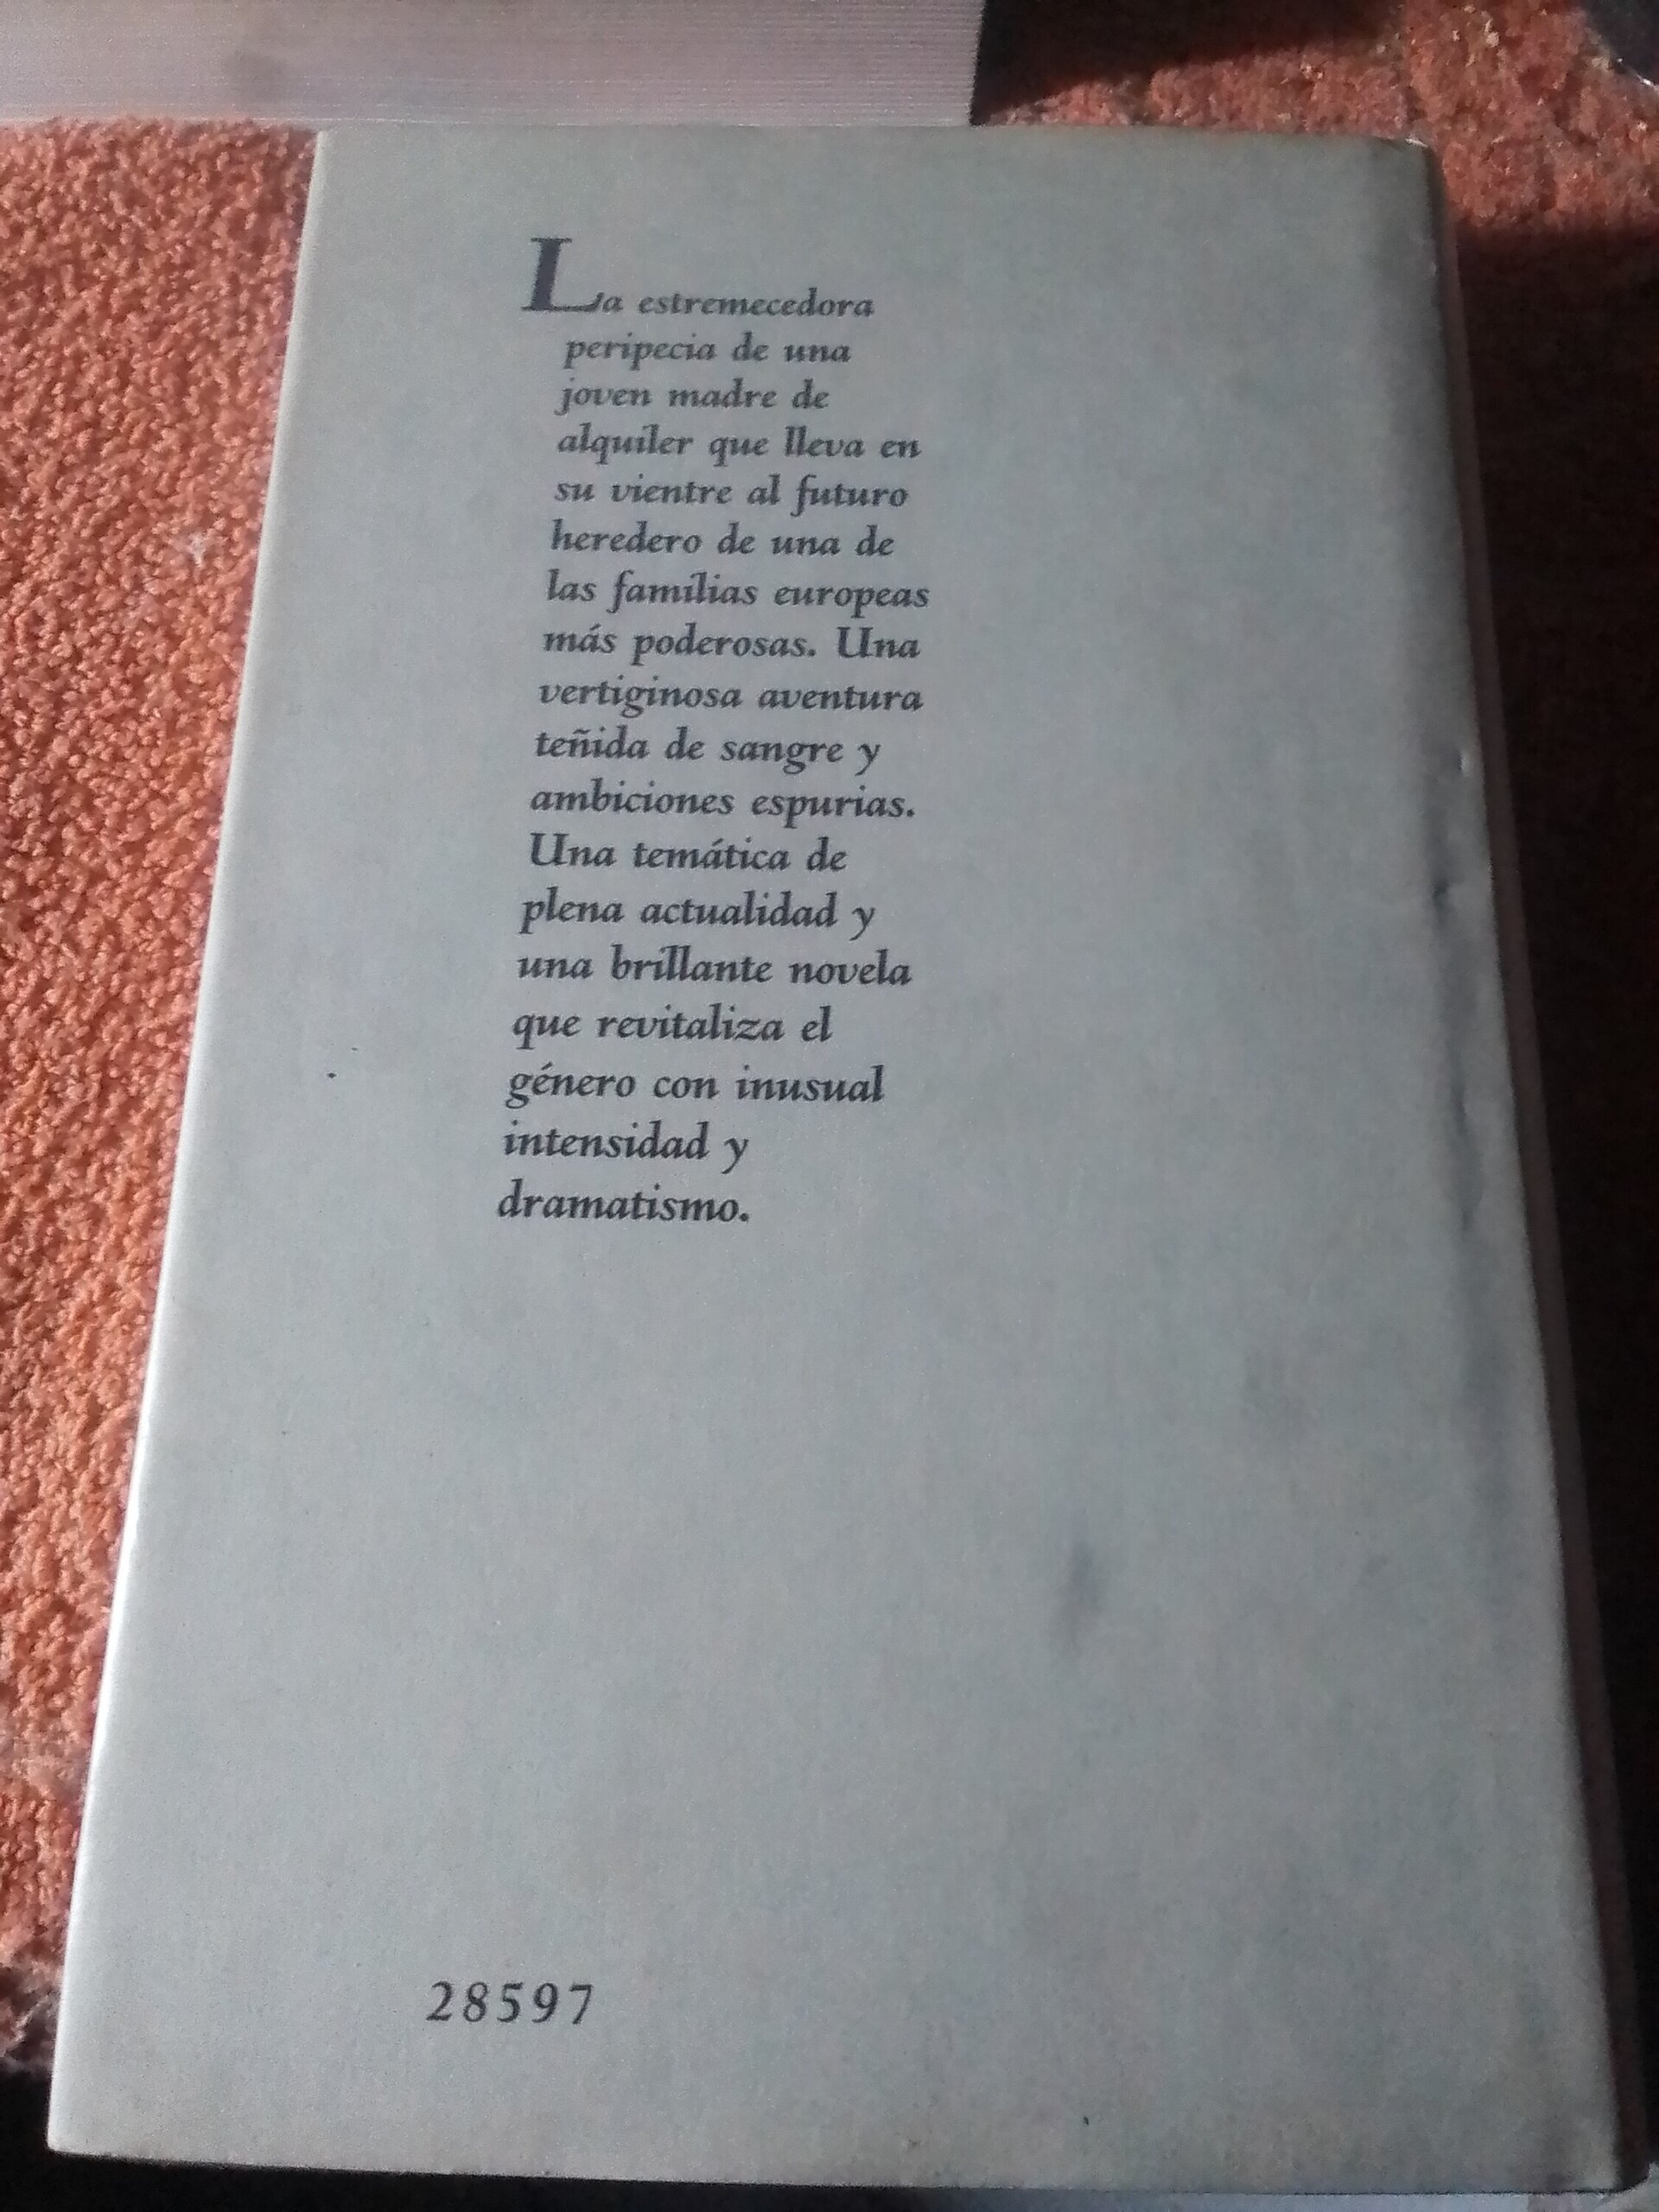 La estremecedora
peripecia de una
joven madre de
alquiler que lleva en
su vientre al futuro
heredero de una de
las familias europeas
más poderosas. Una
vertiginosa aventura
teñida de sangre y
ambiciones espurias.
Una temática de
plena actualidad y
una brillante novela
que revitaliza el
género con inusual
intensidad y
dramatismo.
28597